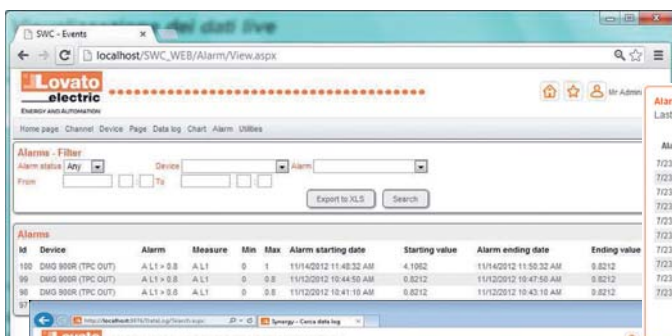 dei dati live
SWC - Events
localhost/SWC_WEB/Alarm/View.aspx
Lovato
electric
ENERGY AND AUTOMATION
Mr Admin
Home page Channel Device Page Data log Chart Alarm Utilities
Alarms - Filter
Alarm status Any Device Alarm
From : To :
Export to XLS Search
Alarms
Id Device Alarm Measure Min Max Alarm starting date Starting value Alarm ending date Ending value
100 DMG 900R (TPC OUT) A L1 > 0.8 A L1 0 1 11/14/2012 11:48:32 AM 4.1062 11/14/2012 11:50:32 AM 0.8212
99 DMG 900R (TPC OUT) A L1 > 0.8 A L1 0 0.8 11/12/2012 10:44:50 AM 0.8212 11/12/2012 10:47:50 AM 0.8212
98 DMG 900R (TPC OUT) A L1 > 0.8 A L1 0 0.8 11/12/2012 10:41:10 AM 0.8212 11/12/2012 10:43:10 AM 0.8212
97
Alar
Last
Al
7/23
7/23
7/23
7/23
7/23
7/23
7/23
7/23
7/23
Synergy - Cerca data log
Lovato